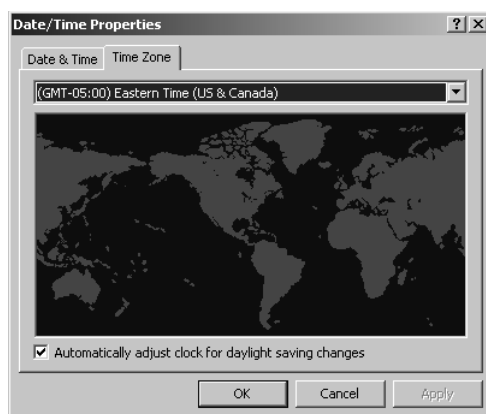 Date/Time Properties
Date & Time Time Zone
(GMT-05:00) Eastern Time (US & Canada)
Automatically adjust clock for daylight saving changes
OK Cancel Apply